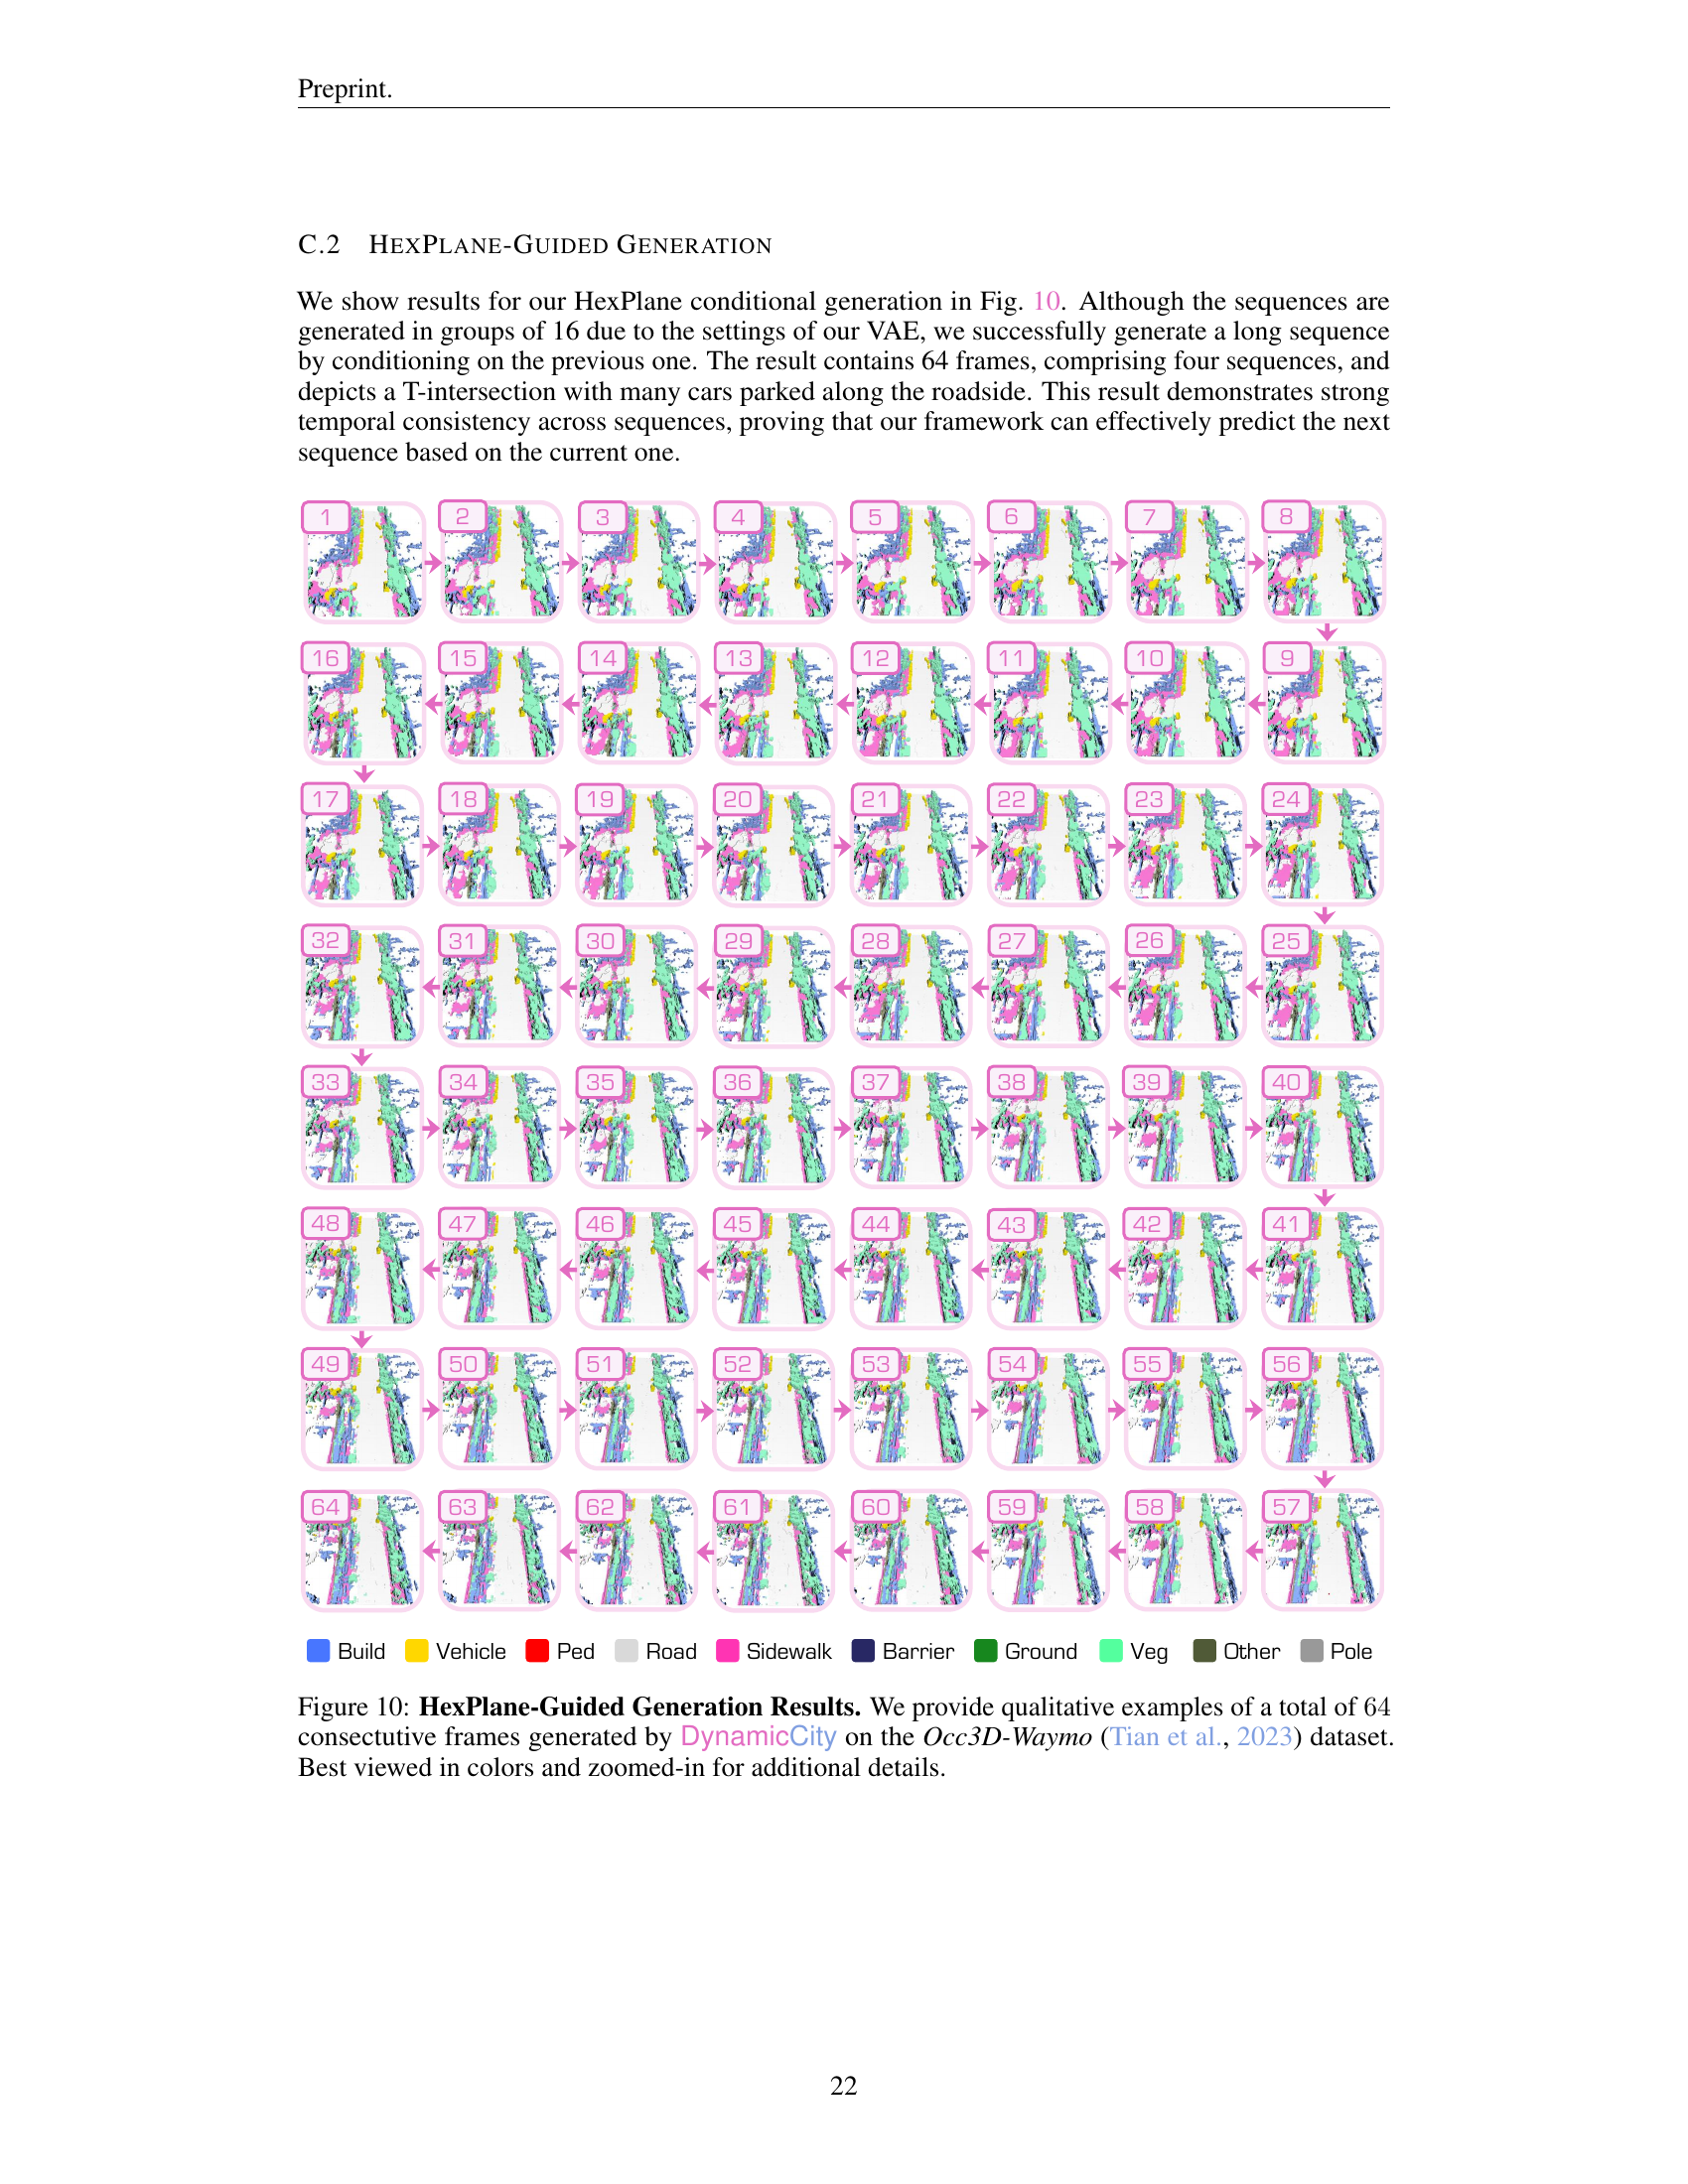 Preprint.
C.2 HEXPLANE-GUIDED GENERATION
We show results for our HexPlane conditional generation in Fig. 10. Although the sequences are
generated in groups of 16 due to the settings of our VAE, we successfully generate a long sequence
by conditioning on the previous one. The result contains 64 frames, comprising four sequences, and
depicts a T-intersection with many cars parked along the roadside. This result demonstrates strong
temporal consistency across sequences, proving that our framework can effectively predict the next
sequence based on the current one.
1 2 3 4 5 6 7 8
16 15 14 13 12 11 10 9
17 18 19 20 21 22 23 24
32 31 30 29 28 27 26 25
33 34 35 36 37 38 39 40
48 47 46 45 44 43 42 41
49 50 51 52 53 54 55 56
64 63 62 61 60 59 58 57
Build Vehicle Ped Road Sidewalk Barrier Ground Veg Other Pole
Figure 10: HexPlane-Guided Generation Results. We provide qualitative examples of a total of 64
consectutive frames generated by DynamicCity on the Occ3D-Waymo (Tian et al., 2023) dataset.
Best viewed in colors and zoomed-in for additional details.
22